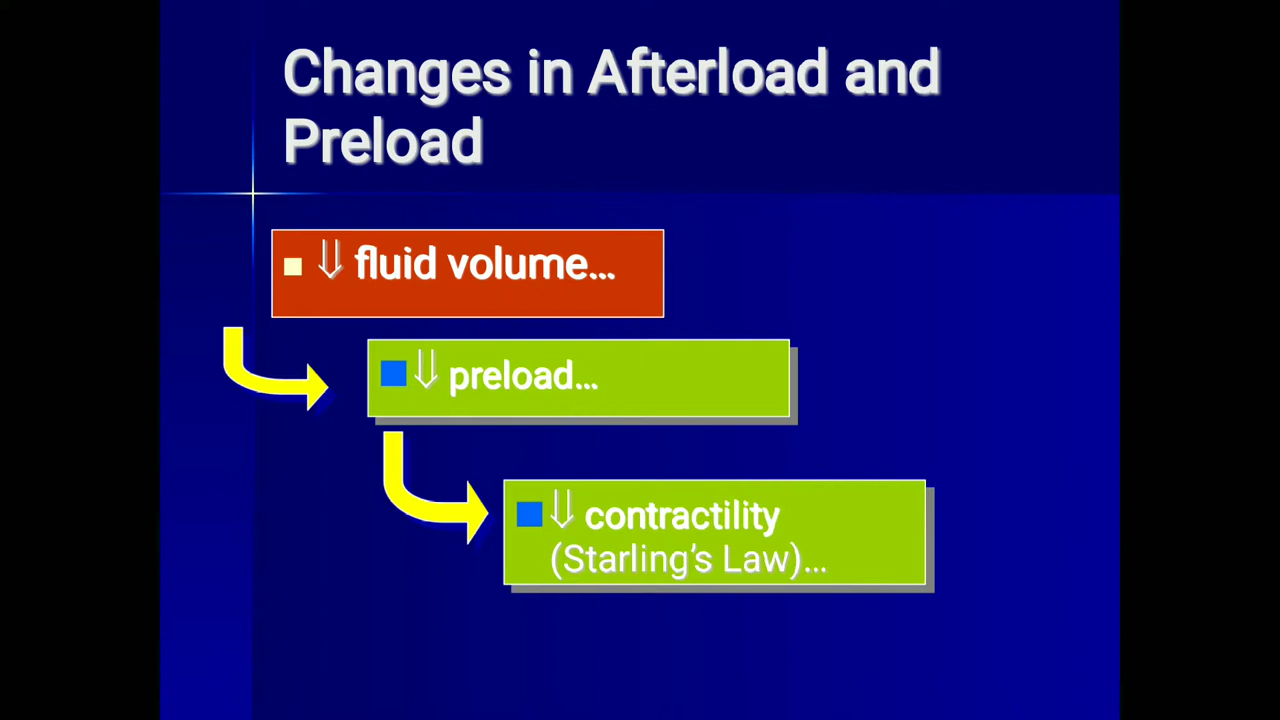 Changes in Afterload and
Preload
⇓ fluid volume…
⇓ preload…
⇓ contractility
(Starling’s Law)…